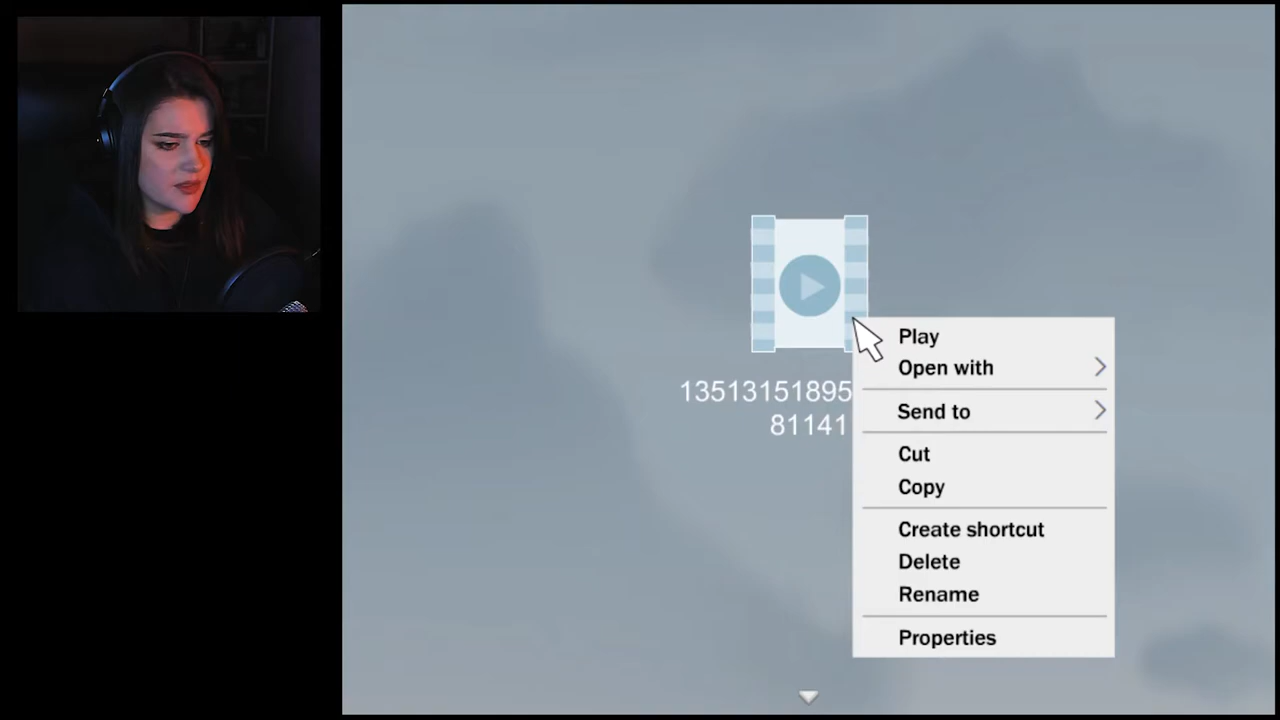 13513151895
81141
Play
Open with
Send to
Cut
Copy
Create shortcut
Delete
Rename
Properties